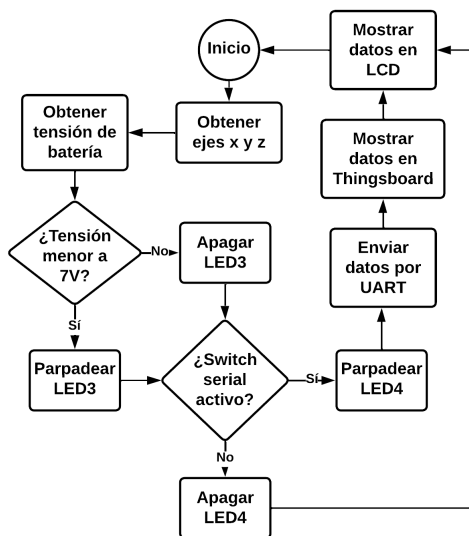 Inicio
Obtener
ejes x y z
Obtener
tensión de
batería
¿Tensión
menor a
7V?
No
Apagar
LED3
Sí
Parpadear
LED3
¿Switch
serial
activo?
Sí
Parpadear
LED4
Enviar
datos por
UART
Mostrar
datos en
Thingsboard
Mostrar
datos en
LCD
No
Apagar
LED4